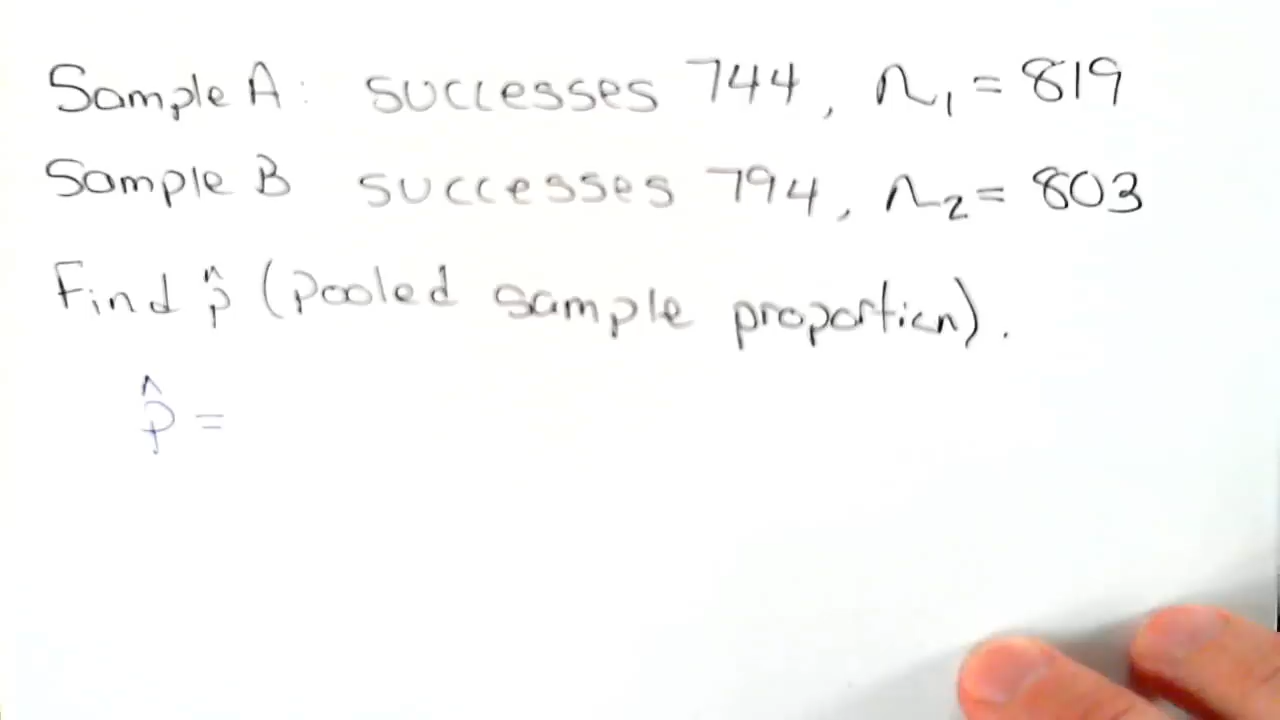 Sample A: successes 744, n₁ = 819
Sample B successes 794, n₂ = 803
Find p̂ (pooled sample proportion).
p̂ =